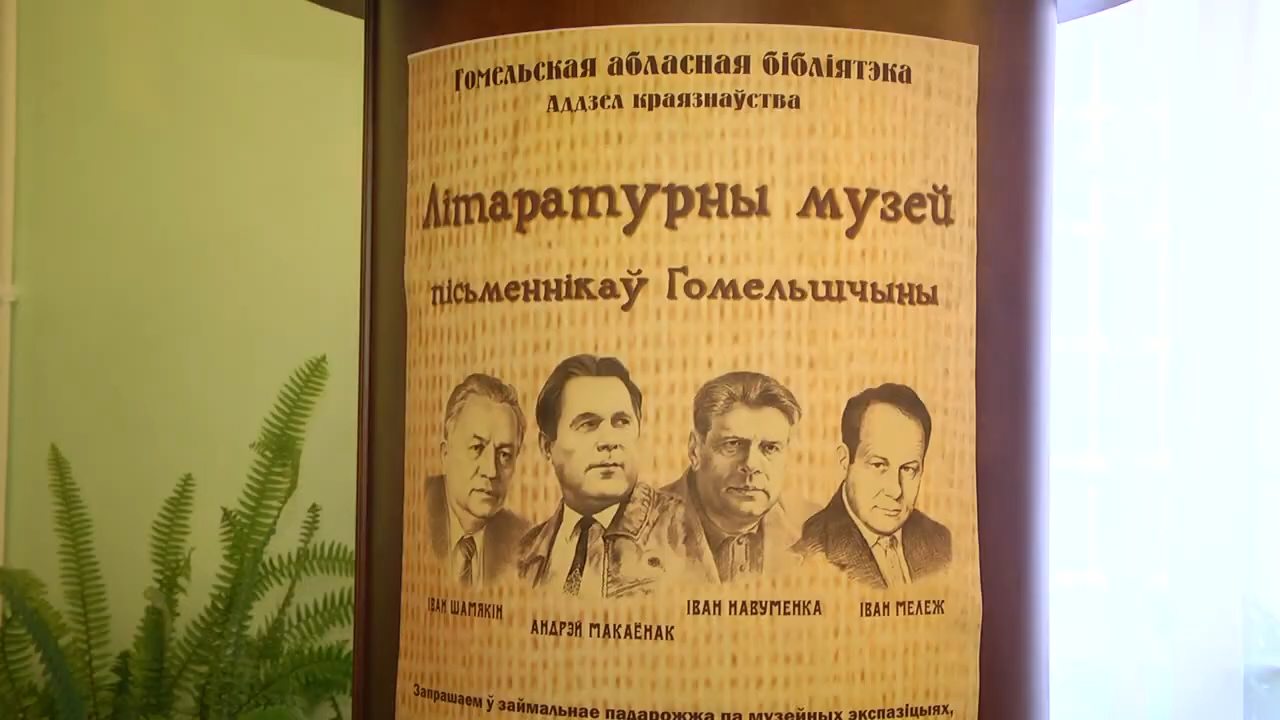 Гомельская абласная бібліятэка
Аддзел краязнаўства
Літаратурны музей
пісьменнікаў Гомельшчыны
ІВАН ШАМЯКІН
АНДРЭЙ МАКАЁНАК
ІВАН НАВУМЕНКА
ІВАН МЕЛЕЖ
Запрашаем ў займальнае падарожжа па музейных экспазіцыях,